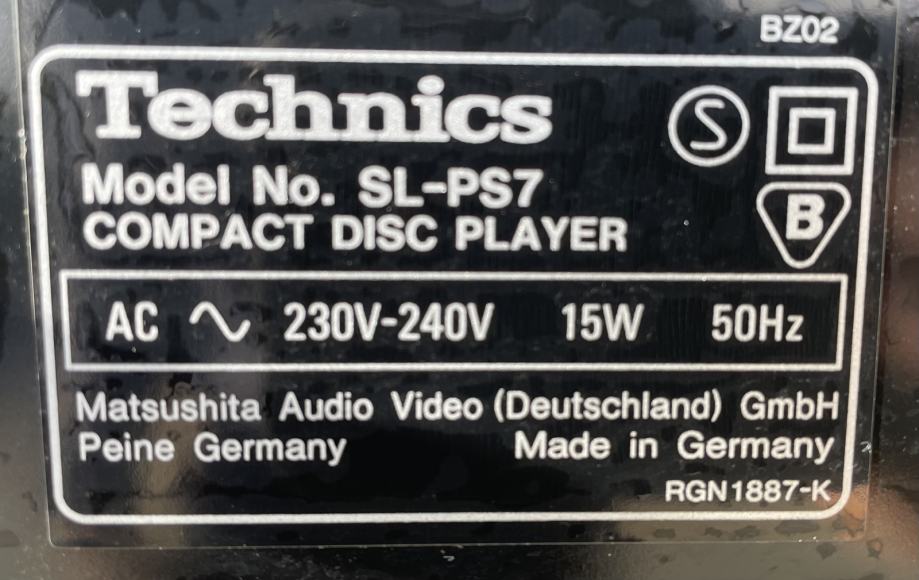 BZ02
Technics
S
Model No. SL-PS7
B
COMPACT DISC PLAYER
AC 230V-240V 15W 50Hz
Matsushita Audio Video (Deutschland) GmbH
Peine Germany Made in Germany
RGN1887-K